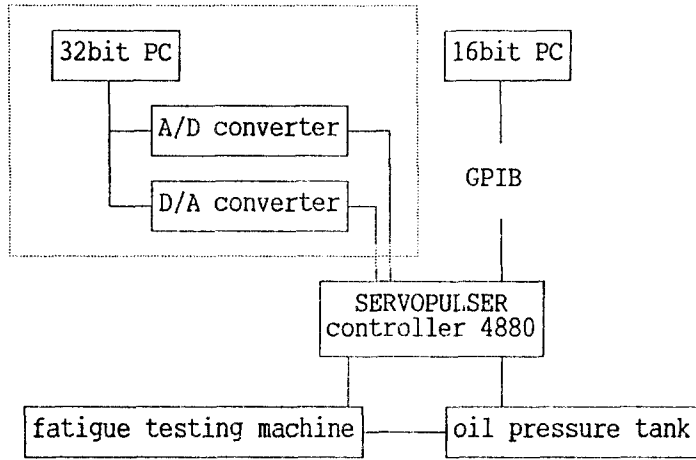 32bit PC
16bit PC
A/D converter
GPIB
D/A converter
SERVOPULSER
controller 4880
fatigue testing machine
oil pressure tank